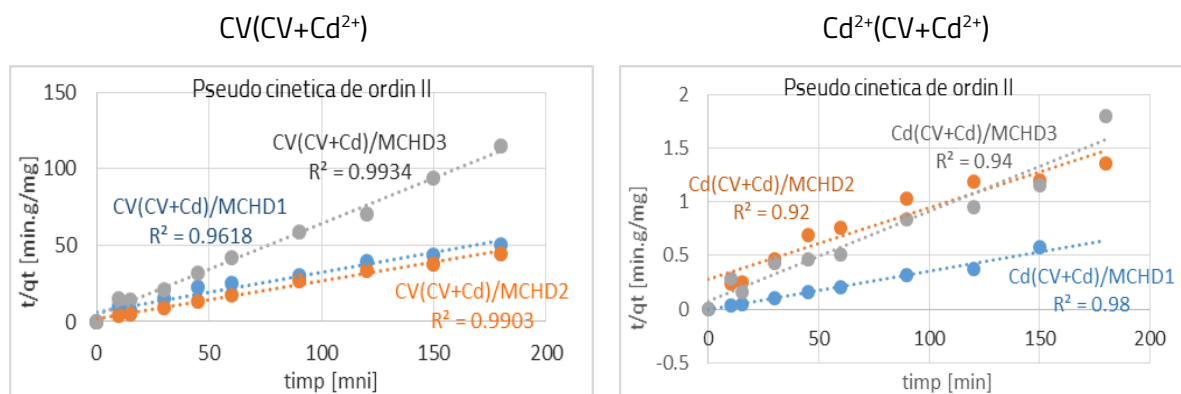 CV(CV+Cd²⁺)
Pseudo cinetica de ordin II
150
100
50
0
t/qt [min.g/mg]
CV(CV+Cd)/MCHD3
R² = 0.9934
CV(CV+Cd)/MCHD1
R² = 0.9618
CV(CV+Cd)/MCHD2
R² = 0.9903
0
50
100
150
200
timp [mni]
Cd²⁺(CV+Cd²⁺)
Pseudo cinetica de ordin II
2
1.5
1
0.5
0
-0.5
t/qt [min.g/mg]
Cd(CV+Cd)/MCHD3
R² = 0.94
Cd(CV+Cd)/MCHD2
R² = 0.92
Cd(CV+Cd)/MCHD1
R² = 0.98
0
50
100
150
200
timp [min]